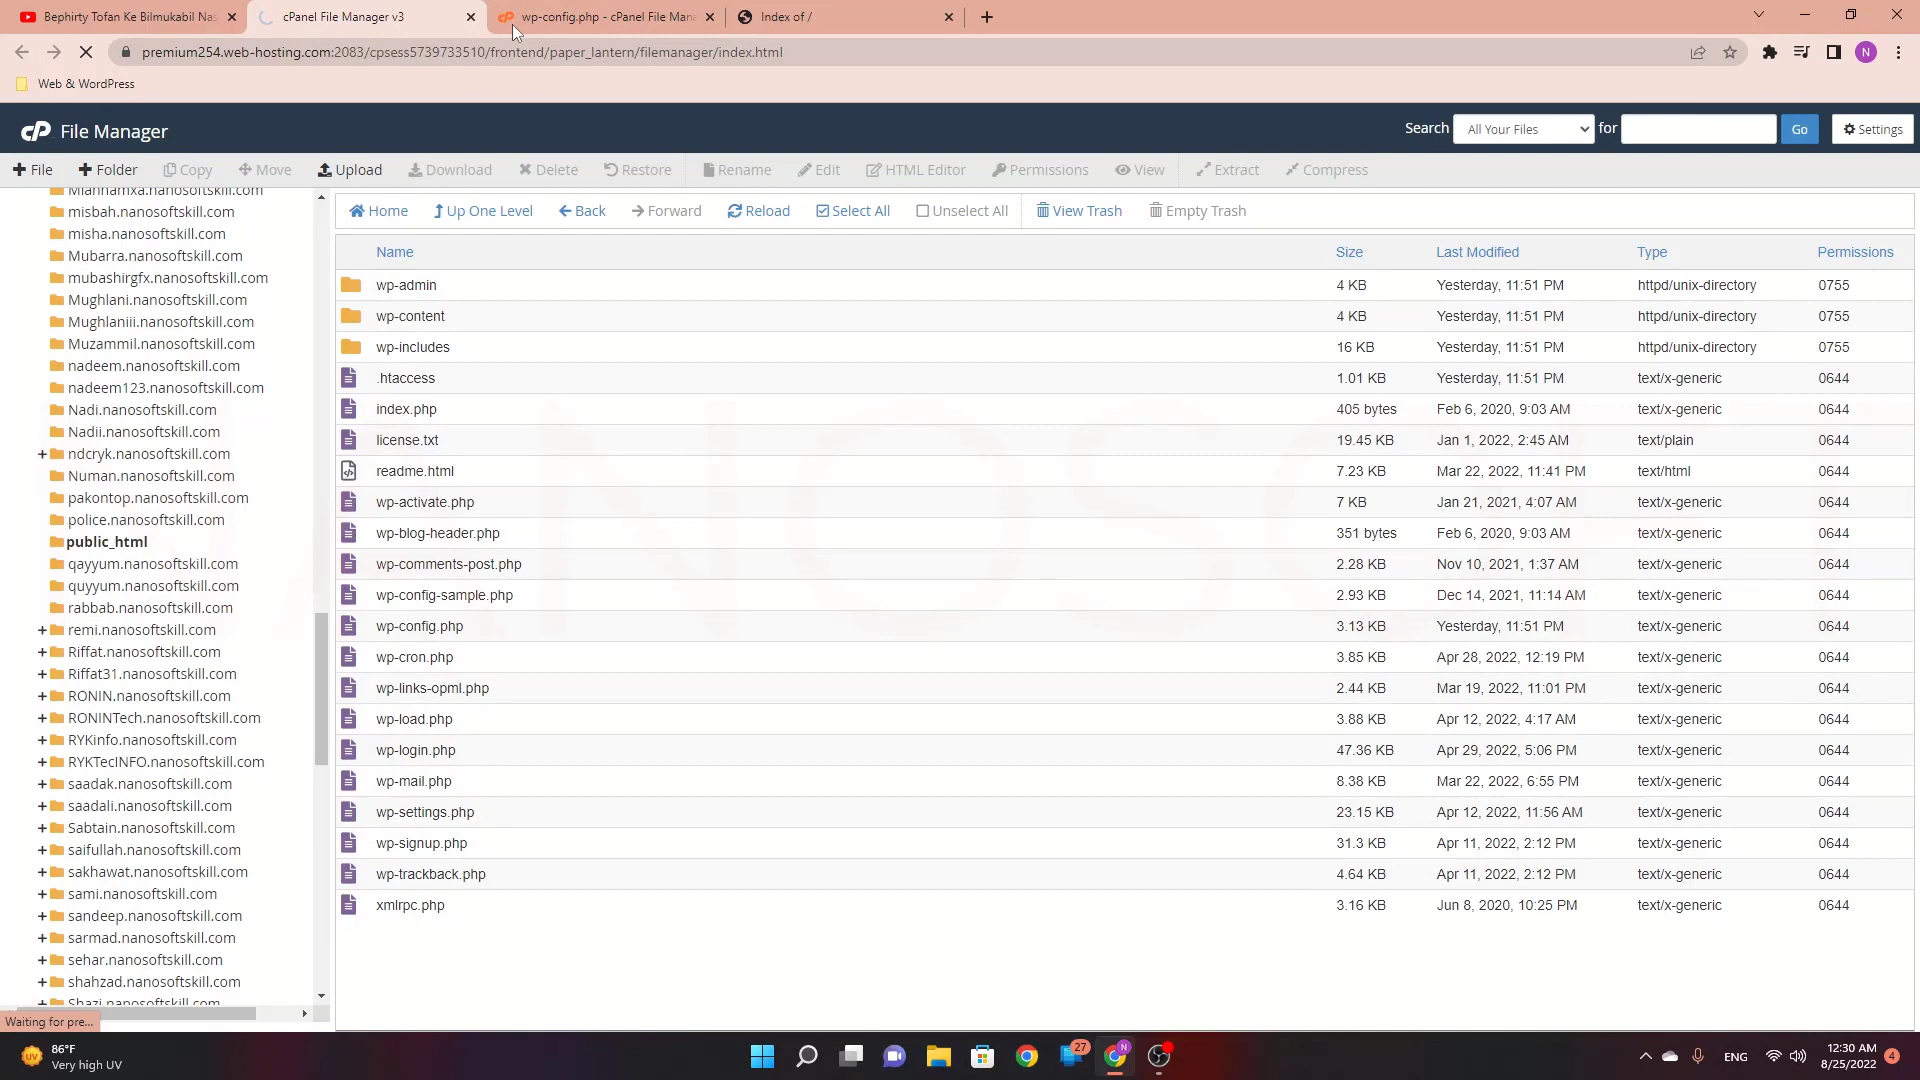 Bephirty Tofan Ke Bilmukabil Nas
cPanel File Manager v3
wp-config.php - cPanel File Mana
Index of /
premium254.web-hosting.com:2083/cpsess5739733510/frontend/paper_lantern/filemanager/index.html
N
Web & WordPress
cP File Manager
Search All Your Files for Go Settings
File Folder Copy Move Upload Download Delete Restore Rename Edit HTML Editor Permissions View Extract Compress
Home Up One Level Back Forward Reload Select All Unselect All View Trash Empty Trash
Miannamxa.nanosoftskill.com
misbah.nanosoftskill.com
misha.nanosoftskill.com
Mubarra.nanosoftskill.com
mubashirgfx.nanosoftskill.com
Mughlani.nanosoftskill.com
Mughlaniii.nanosoftskill.com
Muzammil.nanosoftskill.com
nadeem.nanosoftskill.com
nadeem123.nanosoftskill.com
Nadi.nanosoftskill.com
Nadii.nanosoftskill.com
ndcryk.nanosoftskill.com
Numan.nanosoftskill.com
pakontop.nanosoftskill.com
police.nanosoftskill.com
public_html
qayyum.nanosoftskill.com
quyyum.nanosoftskill.com
rabbab.nanosoftskill.com
remi.nanosoftskill.com
Riffat.nanosoftskill.com
Riffat31.nanosoftskill.com
RONIN.nanosoftskill.com
RONINTech.nanosoftskill.com
RYKinfo.nanosoftskill.com
RYKTecINFO.nanosoftskill.com
saadak.nanosoftskill.com
saadali.nanosoftskill.com
Sabtain.nanosoftskill.com
saifullah.nanosoftskill.com
sakhawat.nanosoftskill.com
sami.nanosoftskill.com
sandeep.nanosoftskill.com
sarmad.nanosoftskill.com
sehar.nanosoftskill.com
shahzad.nanosoftskill.com
Shazi.nanosoftskill.com
Name Size Last Modified Type Permissions
wp-admin 4 KB Yesterday, 11:51 PM httpd/unix-directory 0755
wp-content 4 KB Yesterday, 11:51 PM httpd/unix-directory 0755
wp-includes 16 KB Yesterday, 11:51 PM httpd/unix-directory 0755
.htaccess 1.01 KB Yesterday, 11:51 PM text/x-generic 0644
index.php 405 bytes Feb 6, 2020, 9:03 AM text/x-generic 0644
license.txt 19.45 KB Jan 1, 2022, 2:45 AM text/plain 0644
readme.html 7.23 KB Mar 22, 2022, 11:41 PM text/html 0644
wp-activate.php 7 KB Jan 21, 2021, 4:07 AM text/x-generic 0644
wp-blog-header.php 351 bytes Feb 6, 2020, 9:03 AM text/x-generic 0644
wp-comments-post.php 2.28 KB Nov 10, 2021, 1:37 AM text/x-generic 0644
wp-config-sample.php 2.93 KB Dec 14, 2021, 11:14 AM text/x-generic 0644
wp-config.php 3.13 KB Yesterday, 11:51 PM text/x-generic 0644
wp-cron.php 3.85 KB Apr 28, 2022, 12:19 PM text/x-generic 0644
wp-links-opml.php 2.44 KB Mar 19, 2022, 11:01 PM text/x-generic 0644
wp-load.php 3.88 KB Apr 12, 2022, 4:17 AM text/x-generic 0644
wp-login.php 47.36 KB Apr 29, 2022, 5:06 PM text/x-generic 0644
wp-mail.php 8.38 KB Mar 22, 2022, 6:55 PM text/x-generic 0644
wp-settings.php 23.15 KB Apr 12, 2022, 11:56 AM text/x-generic 0644
wp-signup.php 31.3 KB Apr 11, 2022, 2:12 PM text/x-generic 0644
wp-trackback.php 4.64 KB Apr 11, 2022, 2:12 PM text/x-generic 0644
xmlrpc.php 3.16 KB Jun 8, 2020, 10:25 PM text/x-generic 0644
Waiting for pre...
UV 86°F
Very high UV
27
N
ENG
12:30 AM
8/25/2022
4